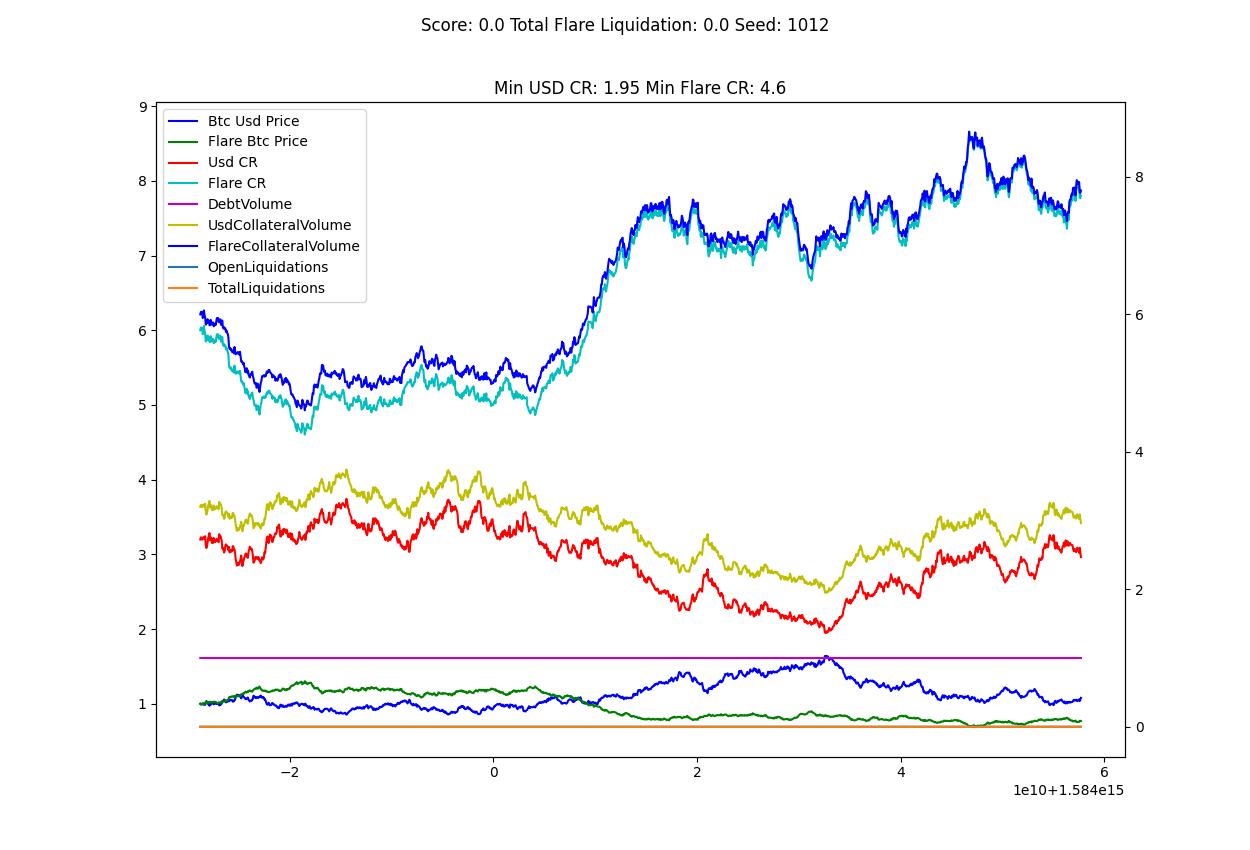 Score: 0.0 Total Flare Liquidation: 0.0 Seed: 1012
Min USD CR: 1.95 Min Flare CR: 4.6
Btc Usd Price
Flare Btc Price
Usd CR
Flare CR
DebtVolume
UsdCollateralVolume
FlareCollateralVolume
OpenLiquidations
TotalLiquidations
9
8
7
6
5
4
3
2
1
8
6
4
2
0
−2
0
2
4
6
1e10+1.584e15